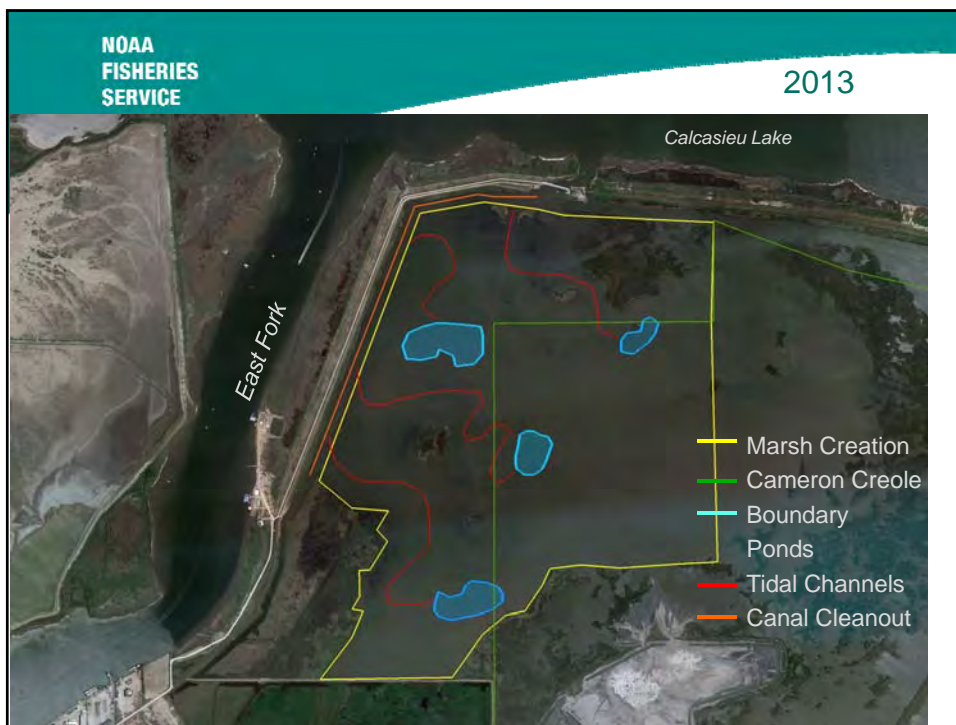 NOAA
FISHERIES
SERVICE
2013
Calcasieu Lake
East Fork
Marsh Creation
Cameron Creole
Boundary
Ponds
Tidal Channels
Canal Cleanout